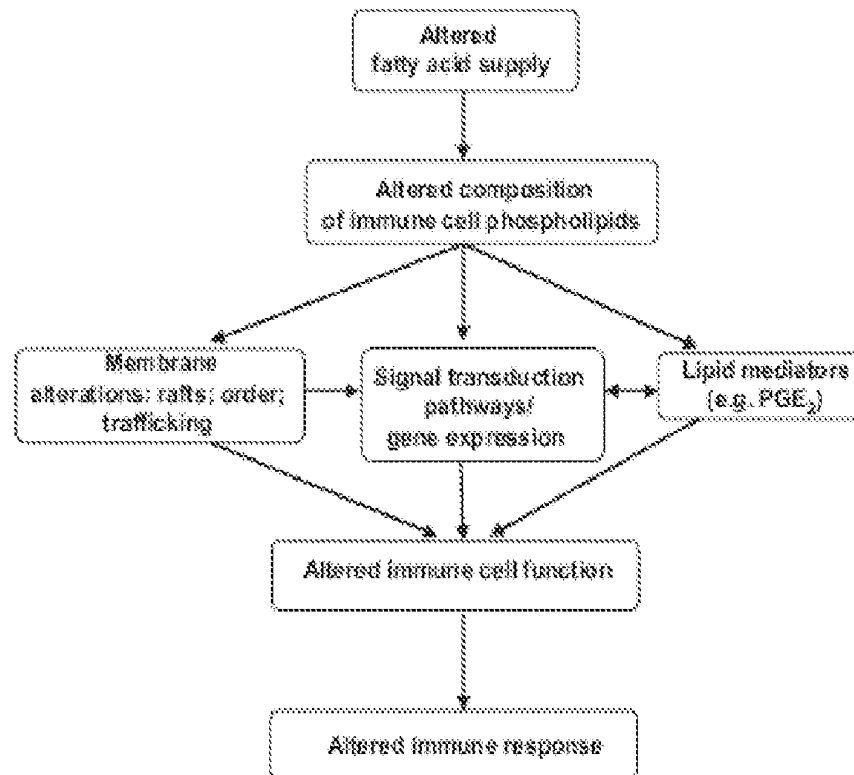 Altered
fatty acid supply
Altered composition
of immune cell phospholipids
Membrane
alterations: rafts; order;
trafficking
Signal transduction
pathways/
gene expression
Lipid mediators
(e.g. PGE₂)
Altered immune cell function
Altered immune response